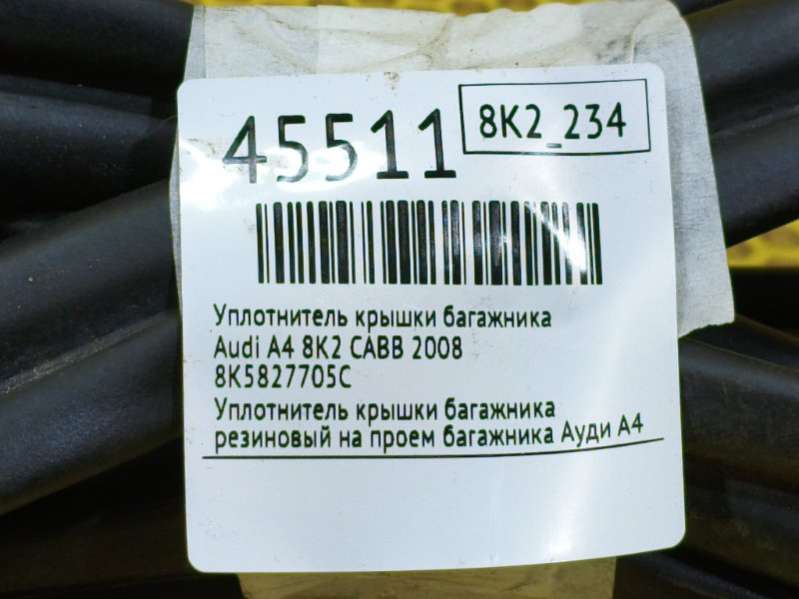 45511
8K2_234
Уплотнитель крышки багажника
Audi A4 8K2 CABB 2008
8K5827705C
Уплотнитель крышки багажника
резиновый на проем багажника Ауди А4